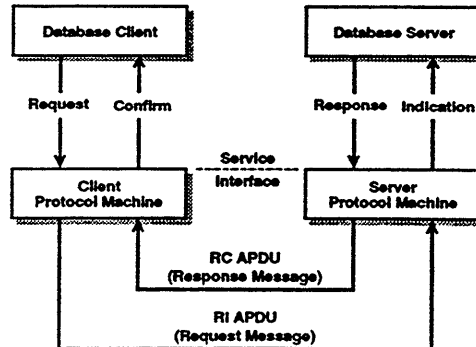 Database Client
Database Server
Request
Confirm
Response
Indication
Service
Interface
Client
Protocol Machine
Server
Protocol Machine
RC APDU
(Response Message)
RI APDU
(Request Message)